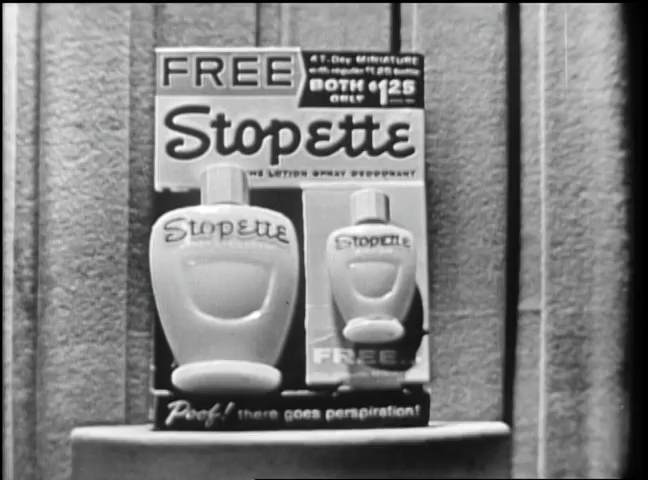 FREE
41-Day MINIATURE
with regular $1.25 bottle
BOTH $1.25
ONLY
Stopette
THE LOTION SPRAY DEODORANT
Stopette
Stopette
FREE...
Poof! there goes perspiration!